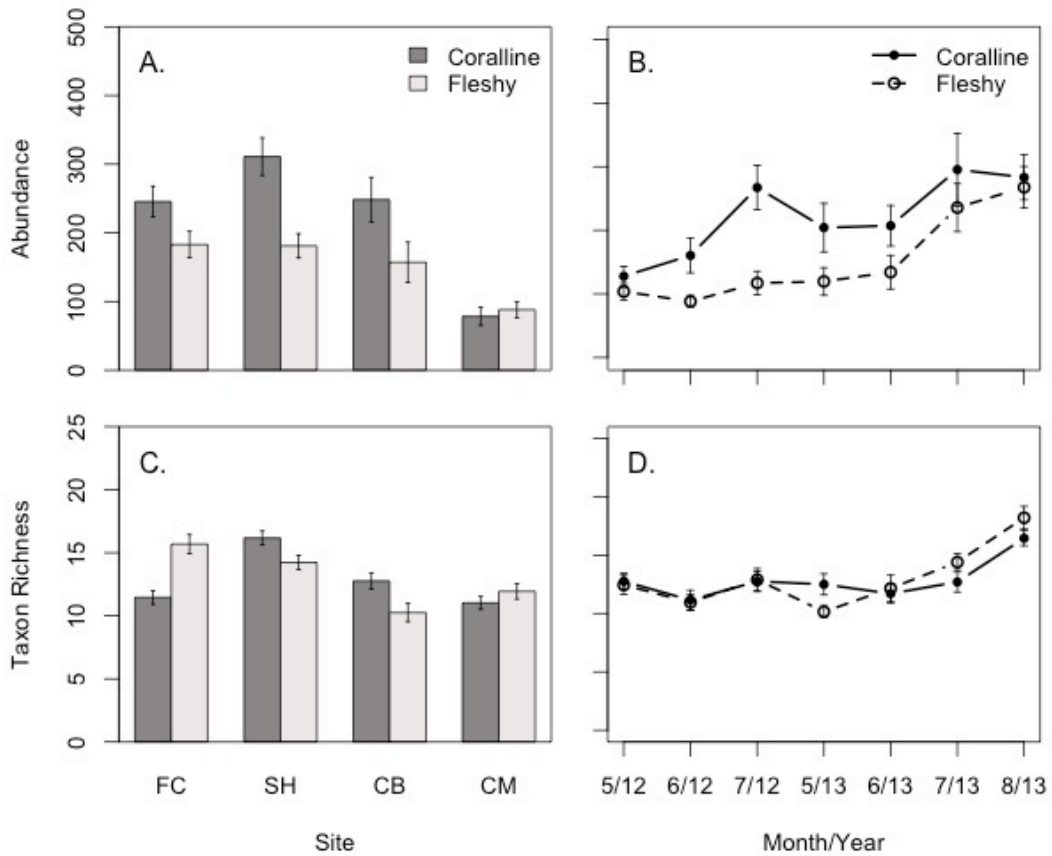 A.
Coralline
Fleshy
Abundance
500
400
300
200
100
0
B.
Coralline
Fleshy
C.
Taxon Richness
25
20
15
10
5
0
FC SH CB CM
Site
D.
5/12 6/12 7/12 5/13 6/13 7/13 8/13
Month/Year